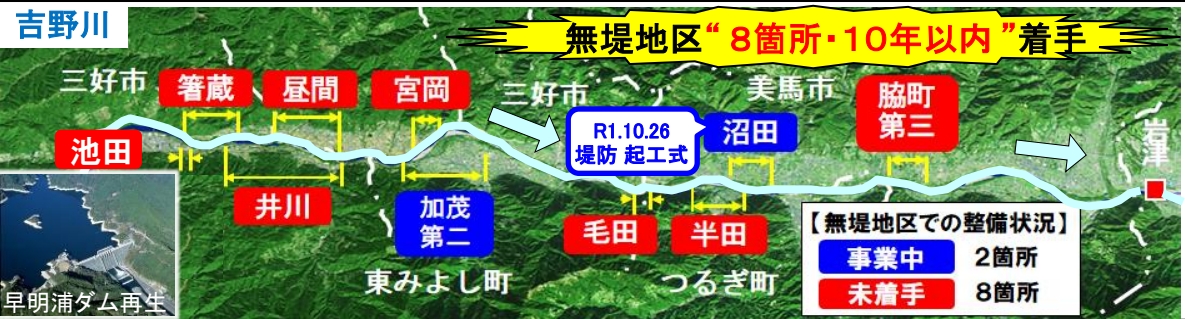 吉野川
無堤地区“８箇所・１０年以内”着手
三好市
箸蔵
昼間
宮岡
三好市
美馬市
脇町
第三
R1.10.26
堤防 起工式
沼田
岩津
池田
井川
加茂
第二
毛田
半田
東みよし町
つるぎ町
早明浦ダム再生
【無堤地区での整備状況】
事業中 2箇所
未着手 8箇所